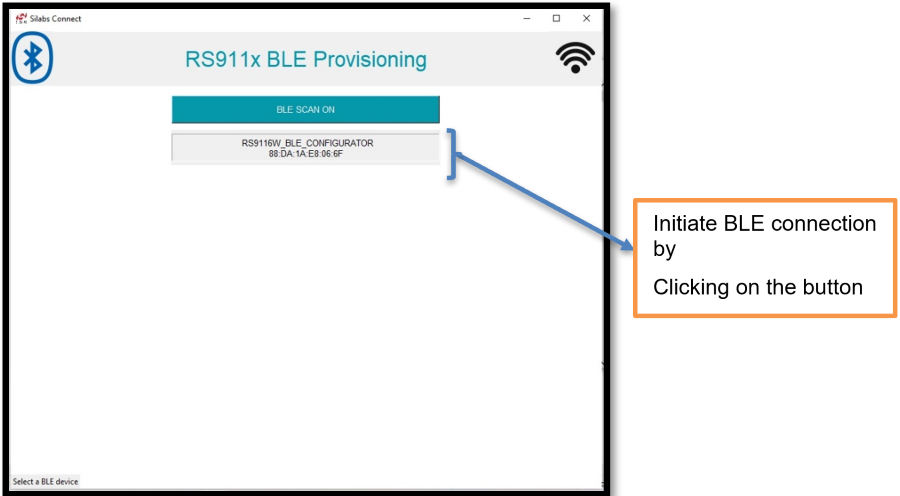 Silabs Connect
RS911x BLE Provisioning
BLE SCAN ON
RS9116W_BLE_CONFIGURATOR
88:DA:1A:E8:06:6F
Initiate BLE connection
by
Clicking on the button
Select a BLE device